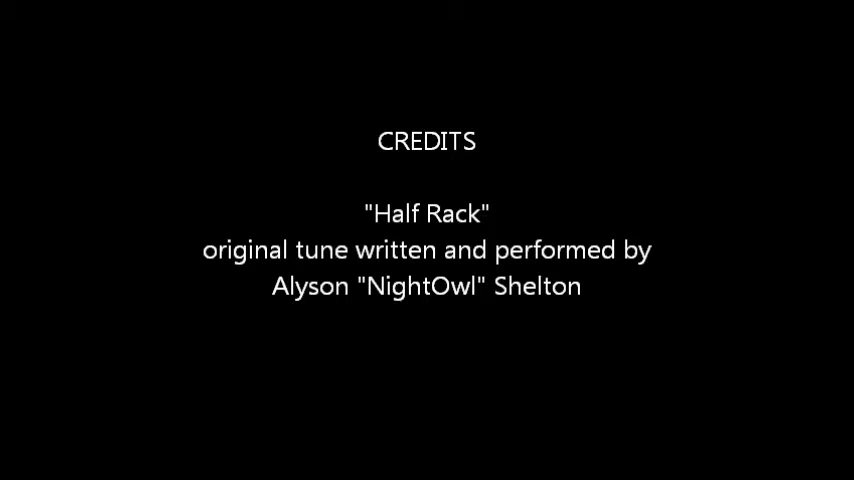 CREDITS
"Half Rack"
original tune written and performed by
Alyson "NightOwl" Shelton